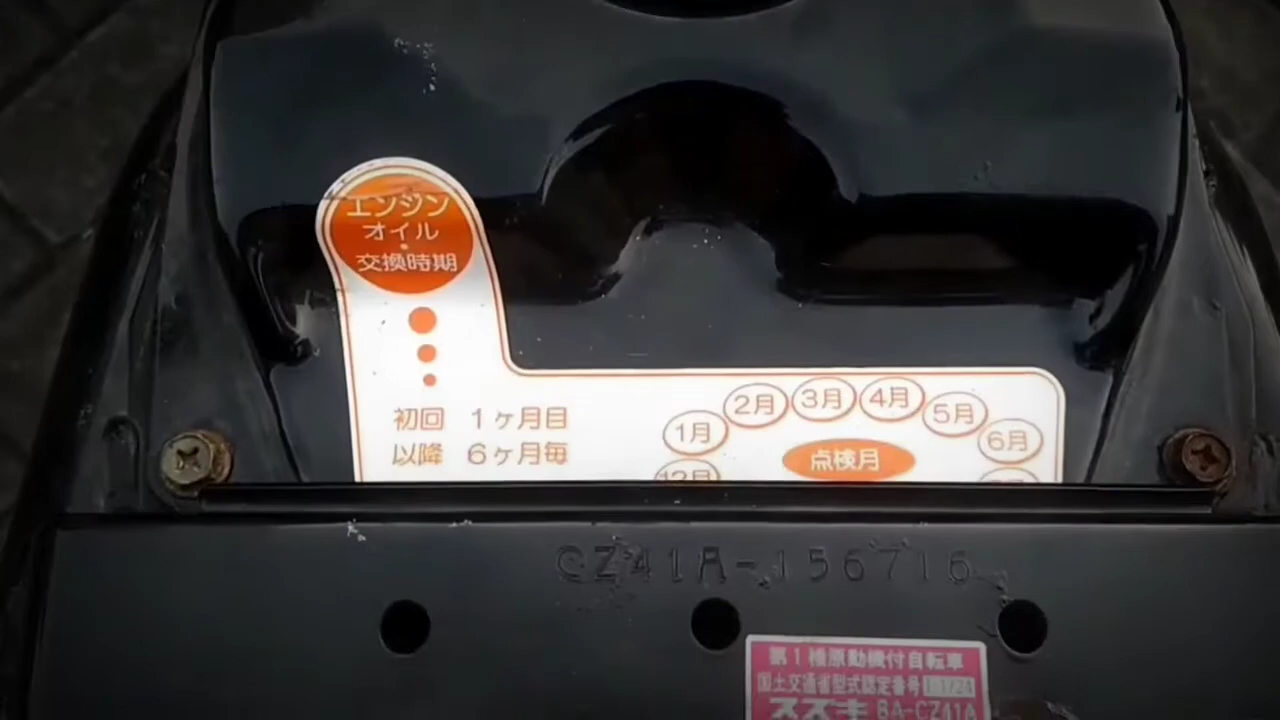 エンジン
オイル
交換時期
初回 1ヶ月目
以降 6ヶ月毎
1月
2月
3月
4月
5月
6月
12月
点検月
CZ41A-156716
第1種原動機付自転車
国土交通省型式認定番号
スズキ BA-CZ41A